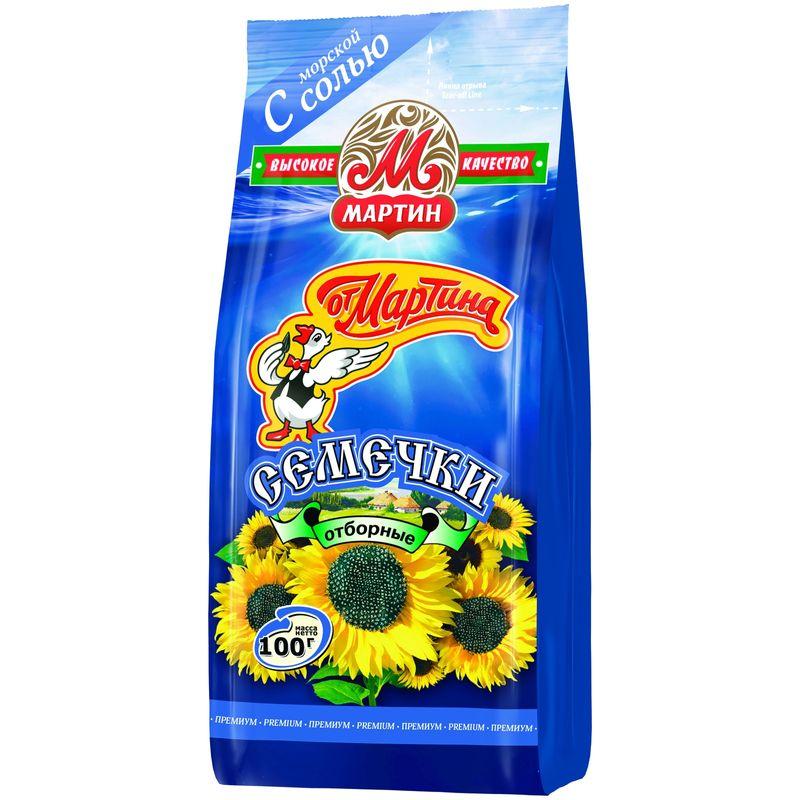 С морской
солью
Линия отрыва
Tear-off Line
М
ВЫСОКОЕ КАЧЕСТВО
МАРТИН
от Мартина
СЕМЕЧКИ
отборные
масса
нетто
100 г
· ПРЕМИУМ · PREMIUM · ПРЕМИУМ · PREMIUM · ПРЕМИУМ · PREMIUM · ПРЕМИУМ ·